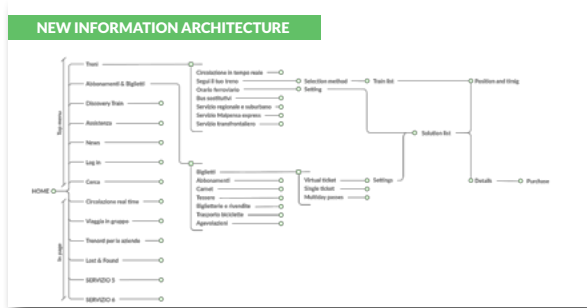 NEW INFORMATION ARCHITECTURE
Treni
Abbonamenti & Biglietti
Discovery Train
Assistenza
News
Log in
Cerca
Top menu
HOME
Circolazione real time
Viaggia in gruppo
Trenord per le aziende
Lost & Found
SERVIZIO 5
SERVIZIO 6
In page
Circolazione in tempo reale
Segui il tuo treno
Orario ferroviario
Bus sostitutivi
Servizio regionale e suburbano
Servizio Malpensa express
Servizio transfrontaliero
Selection method
Train list
Position and timig
Setting
Solution list
Biglietti
Abbonamenti
Carnet
Tessere
Biglietterie e rivendite
Trasporto biciclette
Agevolazioni
Virtual ticket
Single ticket
Multiday passes
Settings
Details
Purchase